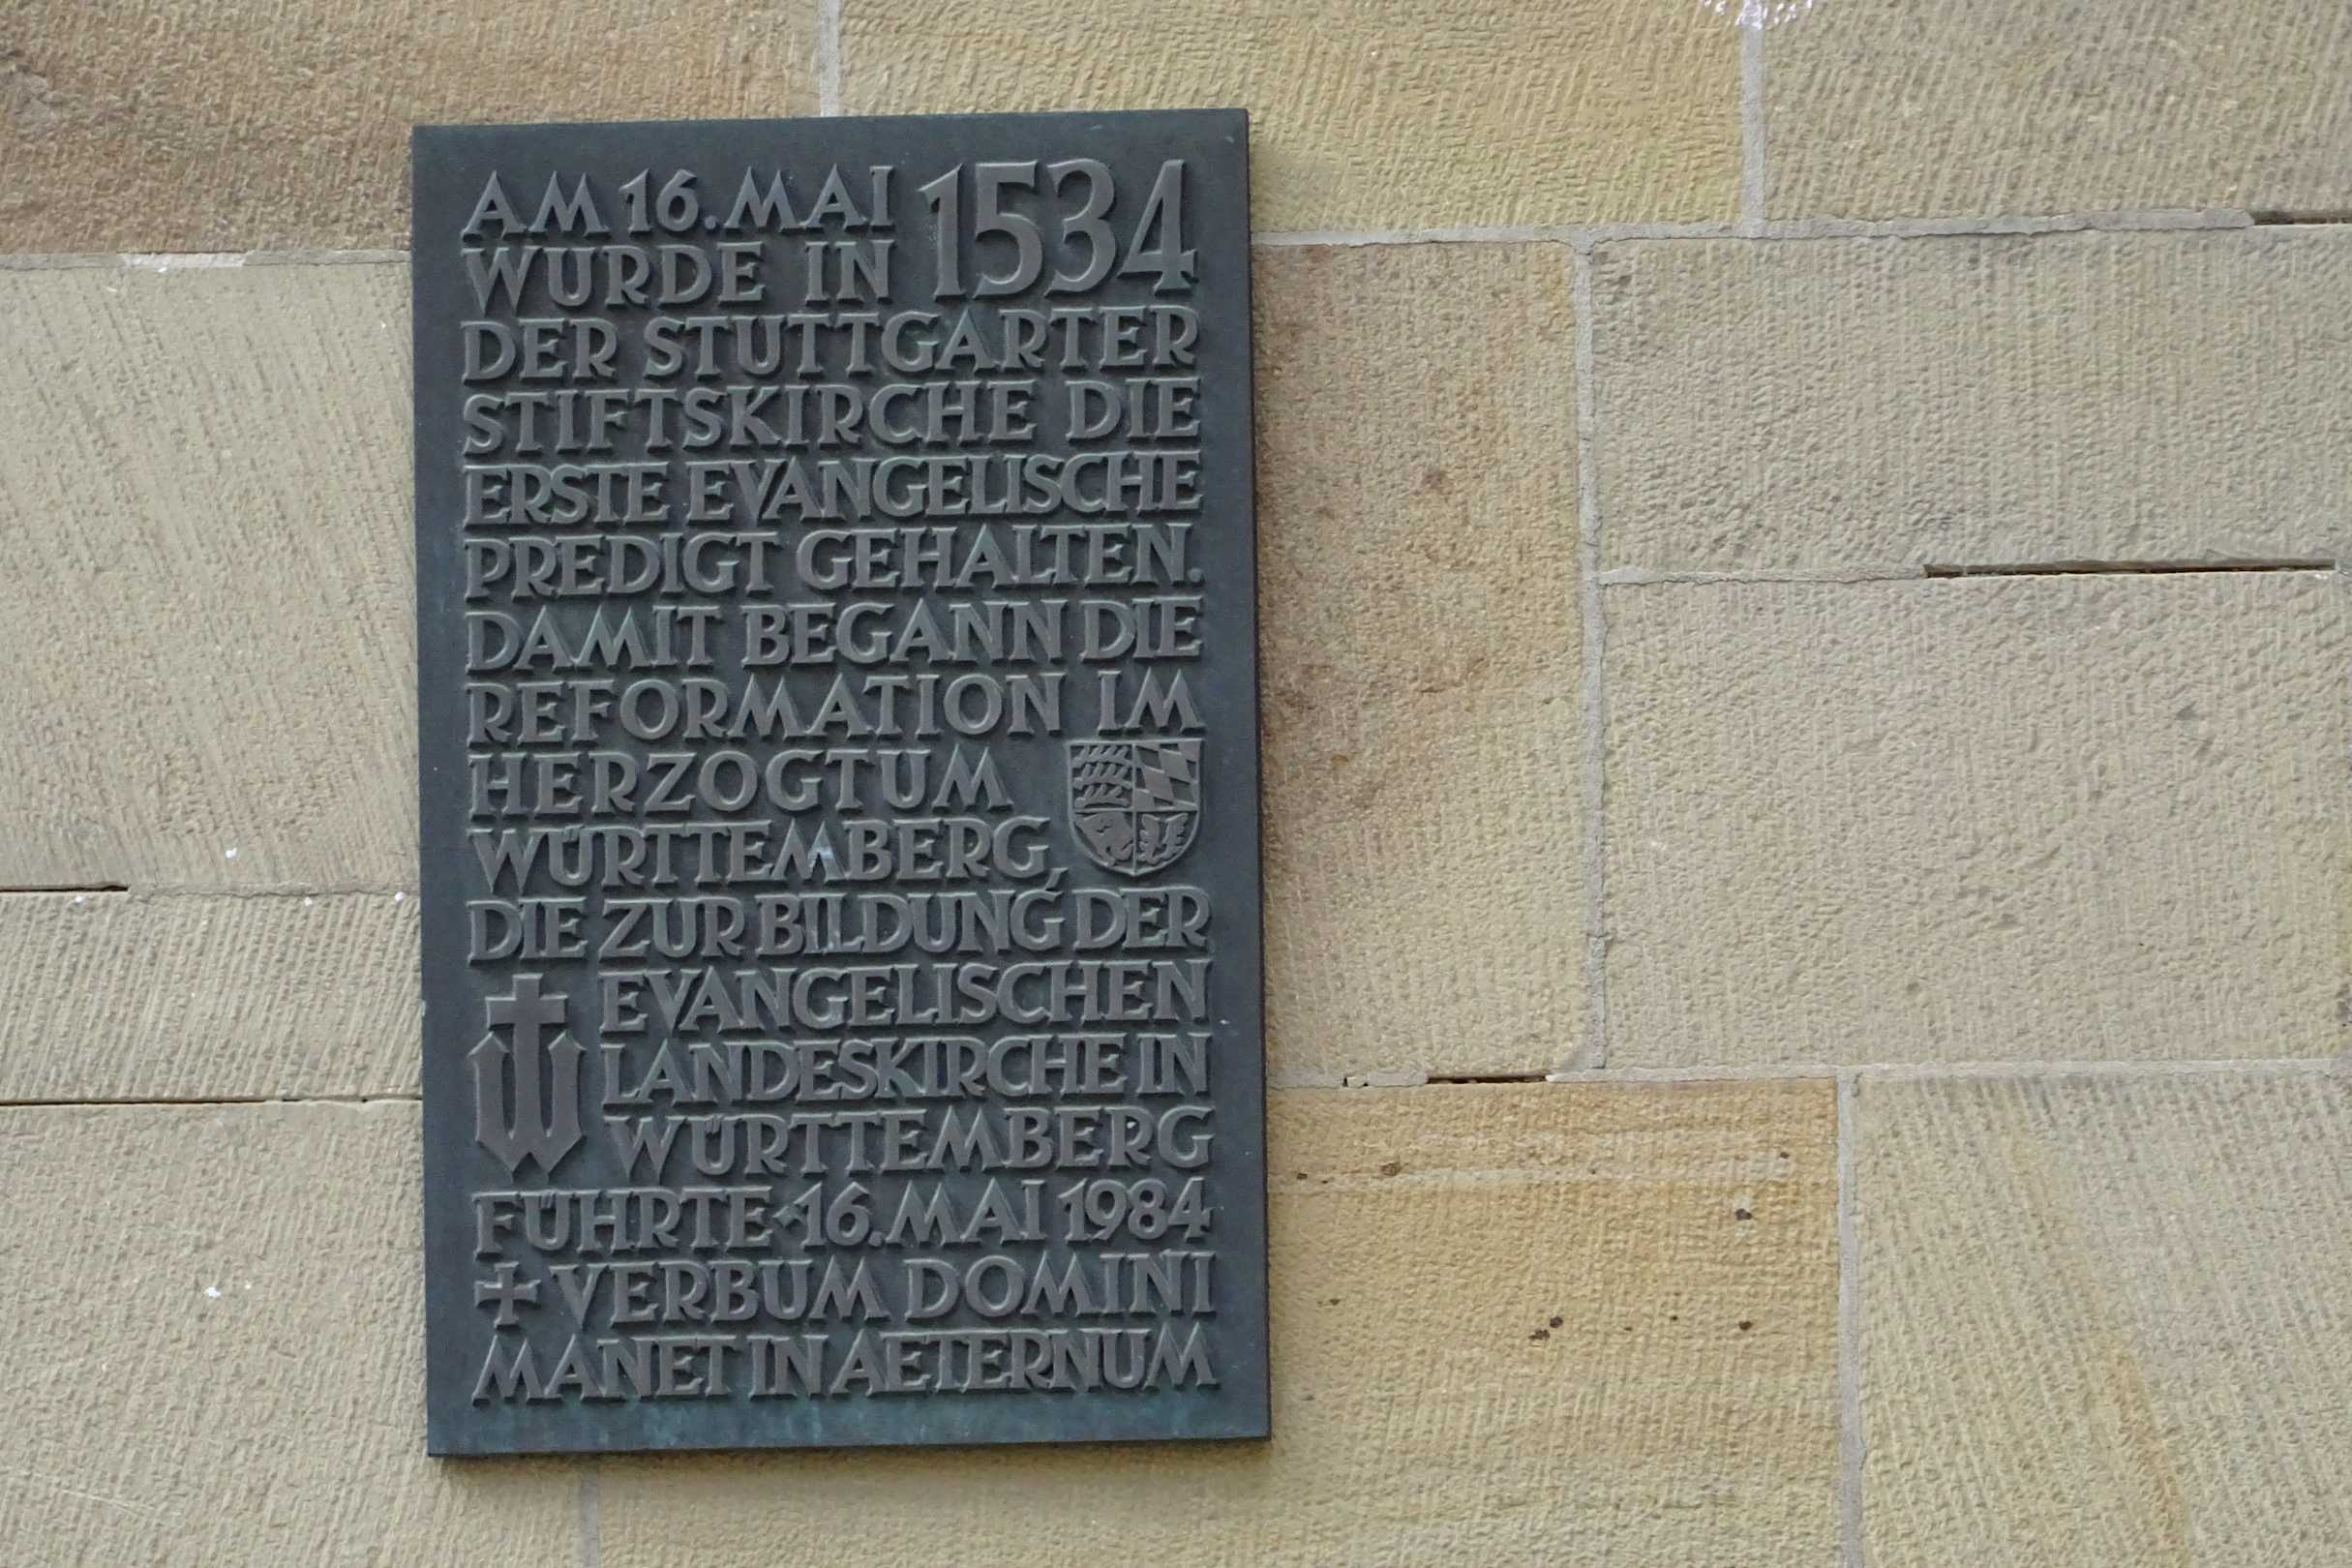 AM 16. MAI 1534
WURDE IN
DER STUTTGARTER
STIFTSKIRCHE DIE
ERSTE EVANGELISCHE
PREDIGT GEHALTEN.
DAMIT BEGANN DIE
REFORMATION IM
HERZOGTUM
WÜRTTEMBERG,
DIE ZUR BILDUNG DER
EVANGELISCHEN
LANDESKIRCHE IN
WÜRTTEMBERG
FÜHRTE · 16. MAI 1984
+ VERBUM DOMINI
MANET IN AETERNUM